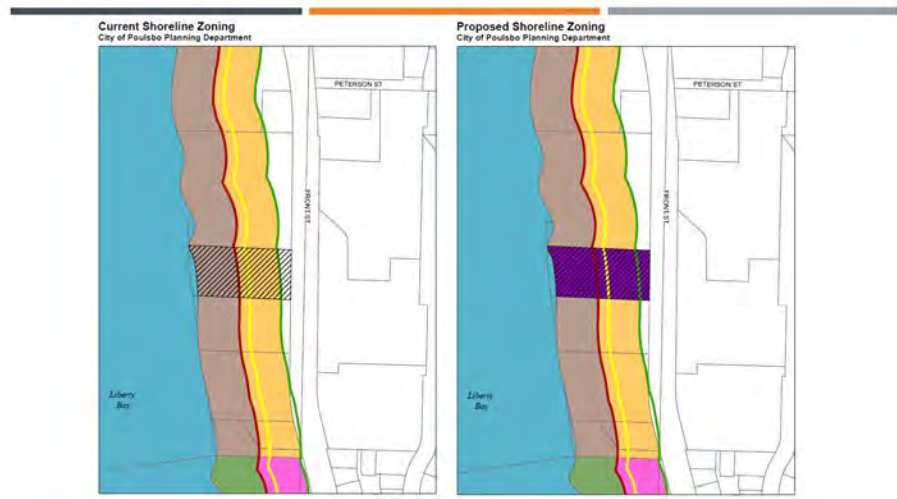 Current Shoreline Zoning
City of Poulsbo Planning Department
PETERSON ST
FRONT ST
Liberty
Bay
Proposed Shoreline Zoning
City of Poulsbo Planning Department
PETERSON ST
FRONT ST
Liberty
Bay